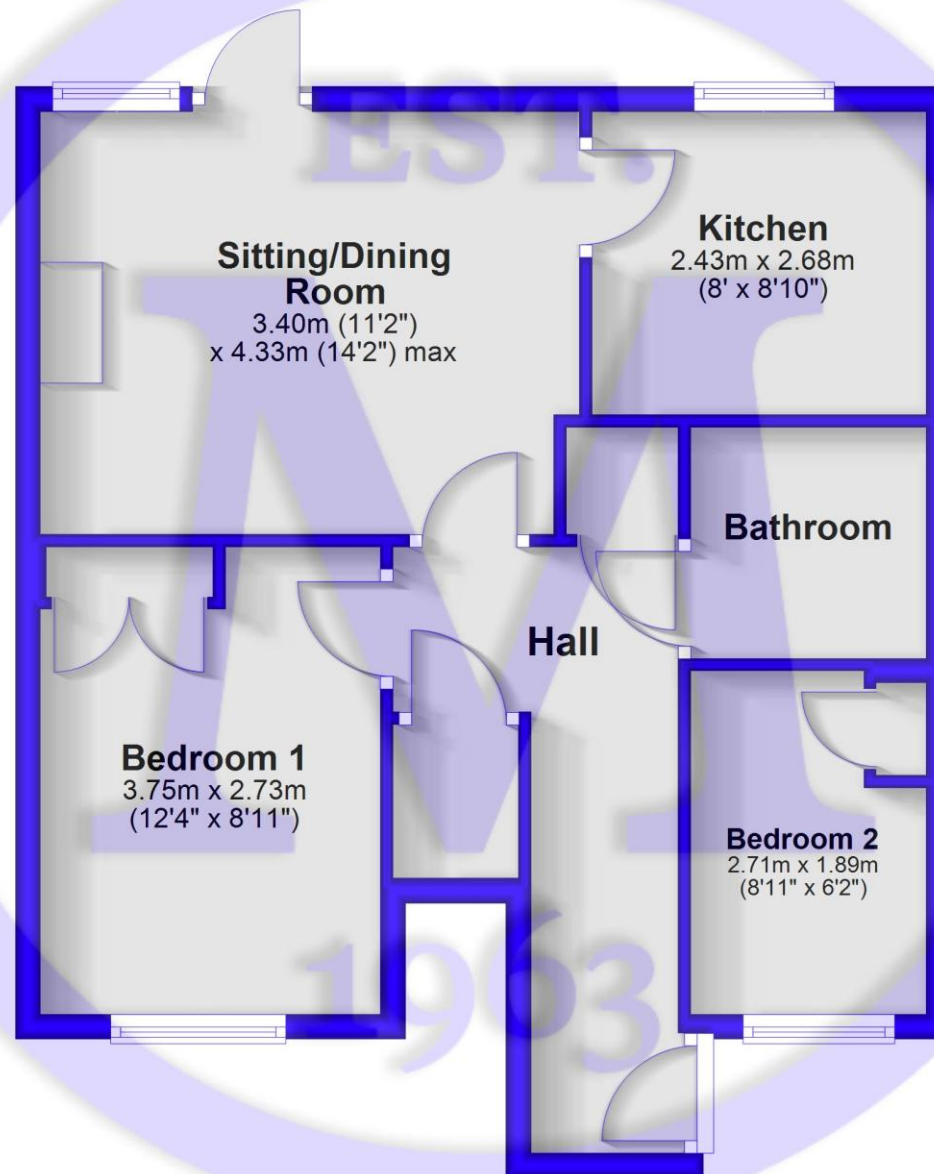 EST.
Sitting/Dining
Room
3.40m (11'2")
x 4.33m (14'2") max
Kitchen
2.43m x 2.68m
(8' x 8'10")
M
Bathroom
Hall
Bedroom 1
3.75m x 2.73m
(12'4" x 8'11")
Bedroom 2
2.71m x 1.89m
(8'11" x 6'2")
1963